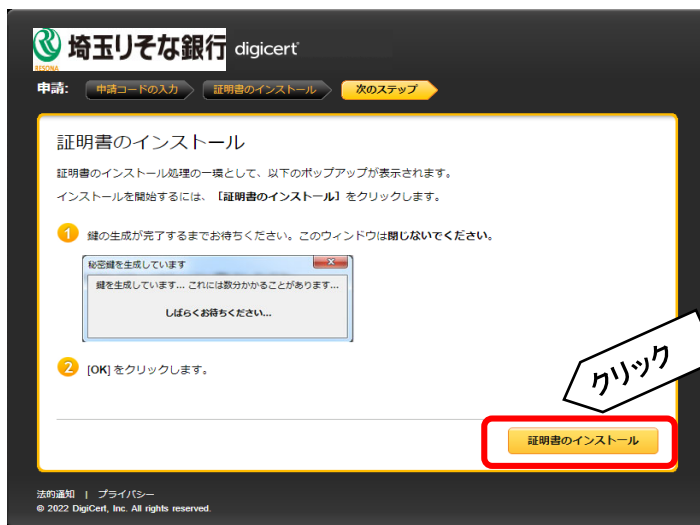 埼玉りそな銀行 digicert
RESONA
申請: 申請コードの入力 証明書のインストール 次のステップ
証明書のインストール
証明書のインストール処理の一環として、以下のポップアップが表示されます。
インストールを開始するには、［証明書のインストール］をクリックします。
1 鍵の生成が完了するまでお待ちください。このウィンドウは閉じないでください。
秘密鍵を生成しています
鍵を生成しています... これには数分かかることがあります...
しばらくお待ちください...
2 [OK] をクリックします。
クリック
証明書のインストール
法的通知 | プライバシー
© 2022 DigiCert, Inc. All rights reserved.